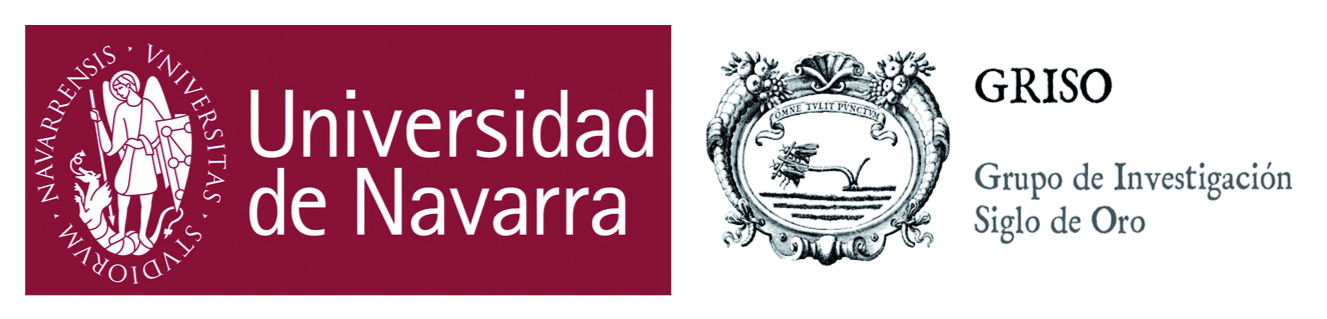 VNIVERSITAS · STVDIORVM · NAVARRENSIS ·
Universidad
de Navarra
OMNE TVLIT PVNCTVM
GRISO
Grupo de Investigación
Siglo de Oro